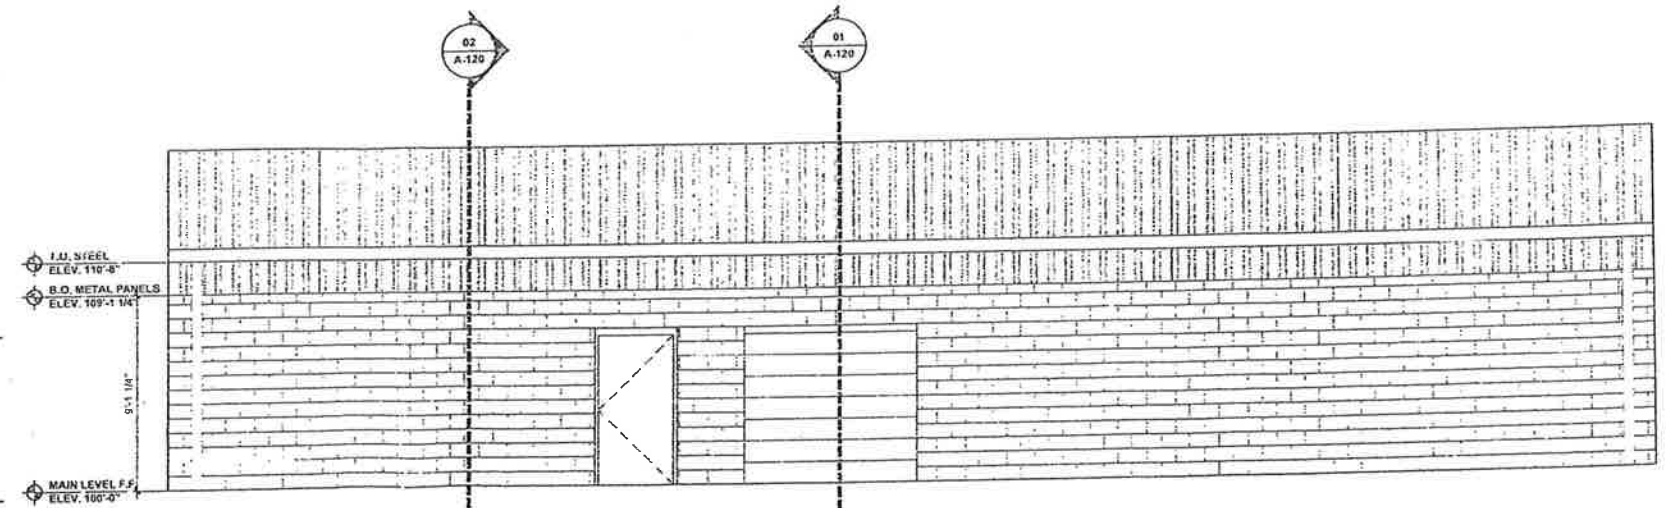 02
A-120
01
A-120
T.O. STEEL
ELEV. 110'-8"
B.O. METAL PANELS
ELEV. 109'-1 1/4"
9'-1 1/4"
MAIN LEVEL F.F.
ELEV. 100'-0"